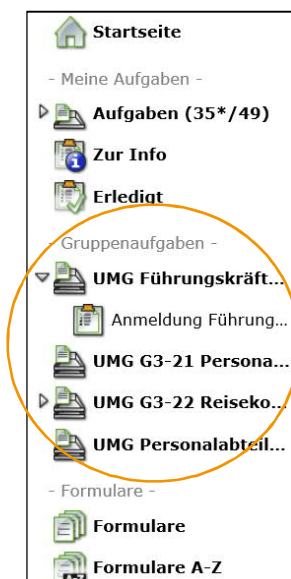 Startseite
- Meine Aufgaben -
Aufgaben (35*/49)
Zur Info
Erledigt
- Gruppenaufgaben -
UMG Führungskräft...
Anmeldung Führung...
UMG G3-21 Persona...
UMG G3-22 Reiseko...
UMG Personalabteil...
- Formulare -
Formulare
Formulare A-Z